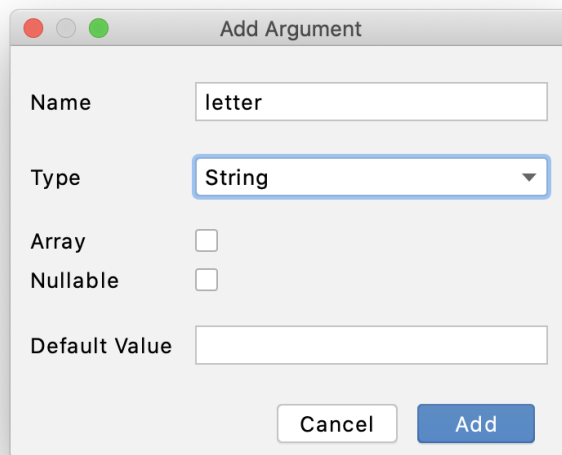 Add Argument
Name letter
Type String
Array
Nullable
Default Value
Cancel Add